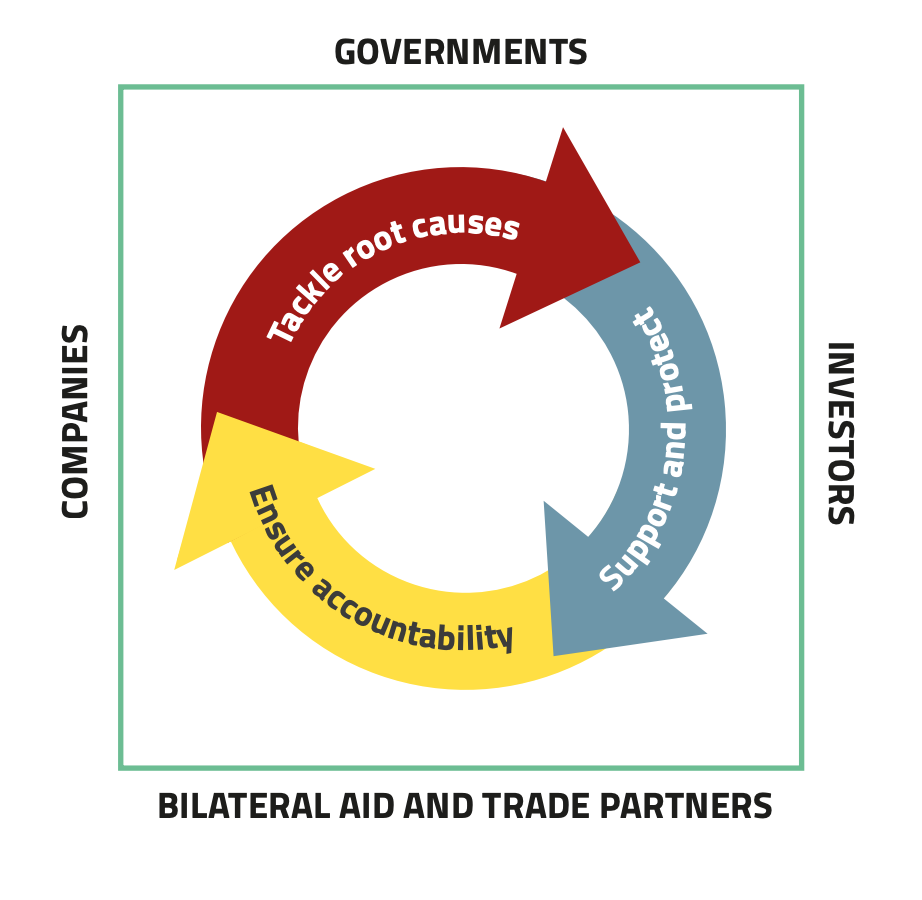 GOVERNMENTS
Tackle root causes
Support and protect
Ensure accountability
COMPANIES
INVESTORS
BILATERAL AID AND TRADE PARTNERS